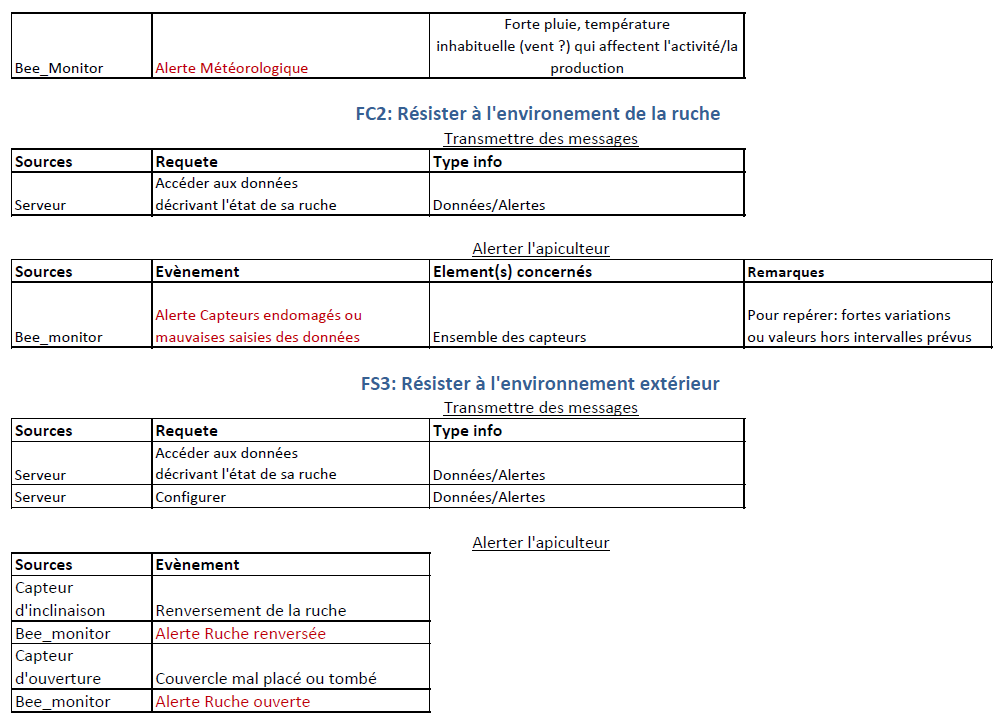 Forte pluie, température
inhabituelle (vent ?) qui affectent l'activité/la
Bee_Monitor Alerte Météorologique production
FC2: Résister à l'environement de la ruche
Transmettre des messages
Sources Requete Type info
Accéder aux données
Serveur décrivant l'état de sa ruche Données/Alertes
Alerter l'apiculteur
Sources Evènement Element(s) concernés Remarques
Alerte Capteurs endomagés ou Pour repérer: fortes variations
Bee_monitor mauvaises saisies des données Ensemble des capteurs ou valeurs hors intervalles prévus
FS3: Résister à l'environnement extérieur
Transmettre des messages
Sources Requete Type info
Accéder aux données
Serveur décrivant l'état de sa ruche Données/Alertes
Serveur Configurer Données/Alertes
Alerter l'apiculteur
Sources Evènement
Capteur
d'inclinaison Renversement de la ruche
Bee_monitor Alerte Ruche renversée
Capteur
d'ouverture Couvercle mal placé ou tombé
Bee_monitor Alerte Ruche ouverte